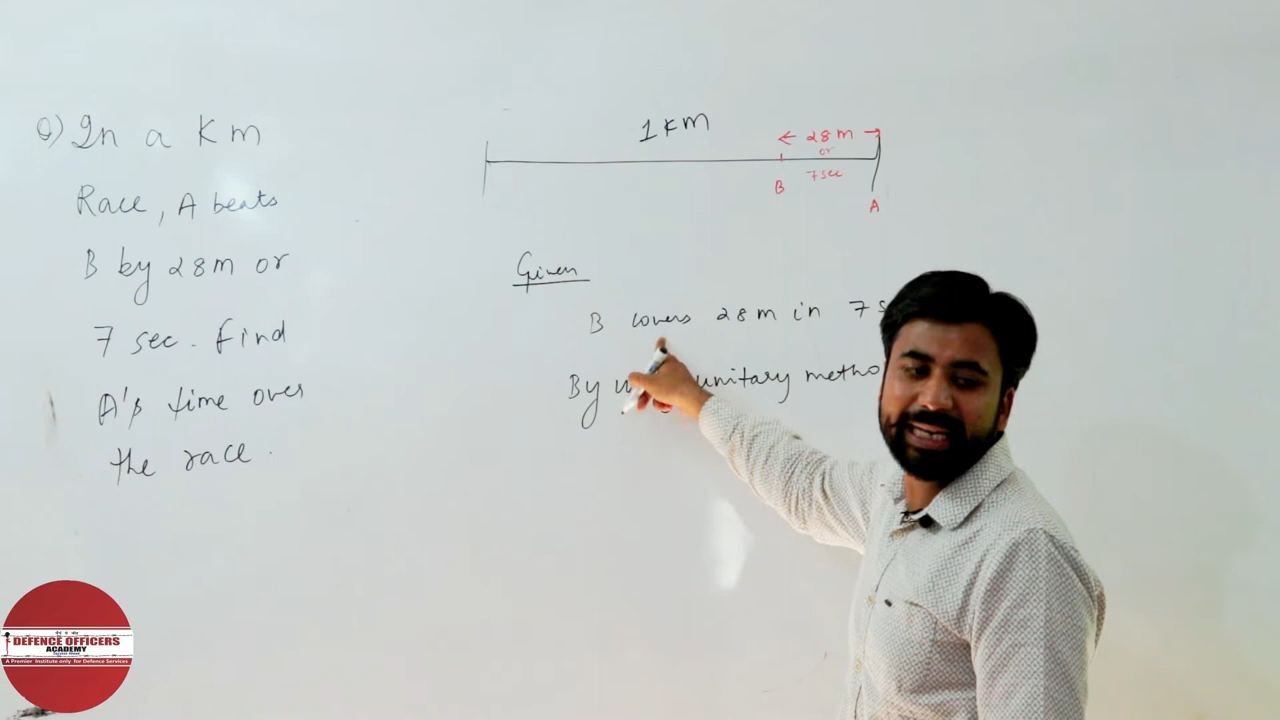 Q) In a Km
Race, A beats
B by 28m or
7 sec. find
A's time over
the race.
1 Km
28 m
or
7 sec
B
A
Given
B covers 28m in 7
By unitary metho
DEFENCE OFFICERS
ACADEMY
A Premier Institute only for Defence Services